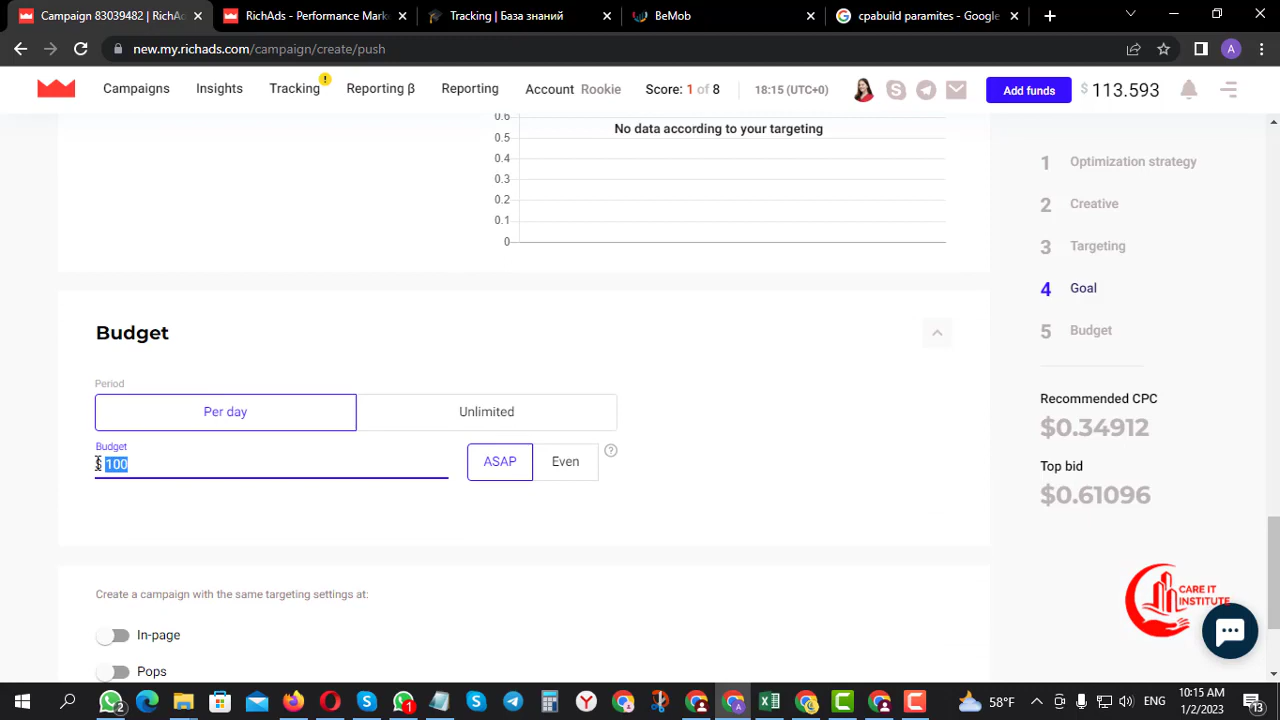 Campaign 83039482 | RichAd
RichAds - Performance Mark
Tracking | База знаний
BeMob
cpabuild paramites - Google
new.my.richads.com/campaign/create/push
A
Campaigns
Insights
Tracking
!
Reporting β
Reporting
Account Rookie
Score: 1 of 8
18:15 (UTC+0)
Add funds
$ 113.593
0.6
0.5
0.4
0.3
0.2
0.1
0
No data according to your targeting
1 Optimization strategy
2 Creative
3 Targeting
4 Goal
5 Budget
Recommended CPC
$0.34912
Top bid
$0.61096
Budget
Period
Per day
Unlimited
Budget
$ 100
ASAP
Even
?
Create a campaign with the same targeting settings at:
In-page
Pops
CARE IT
INSTITUTE
2
1
58°F
ENG
10:15 AM
1/2/2023
13